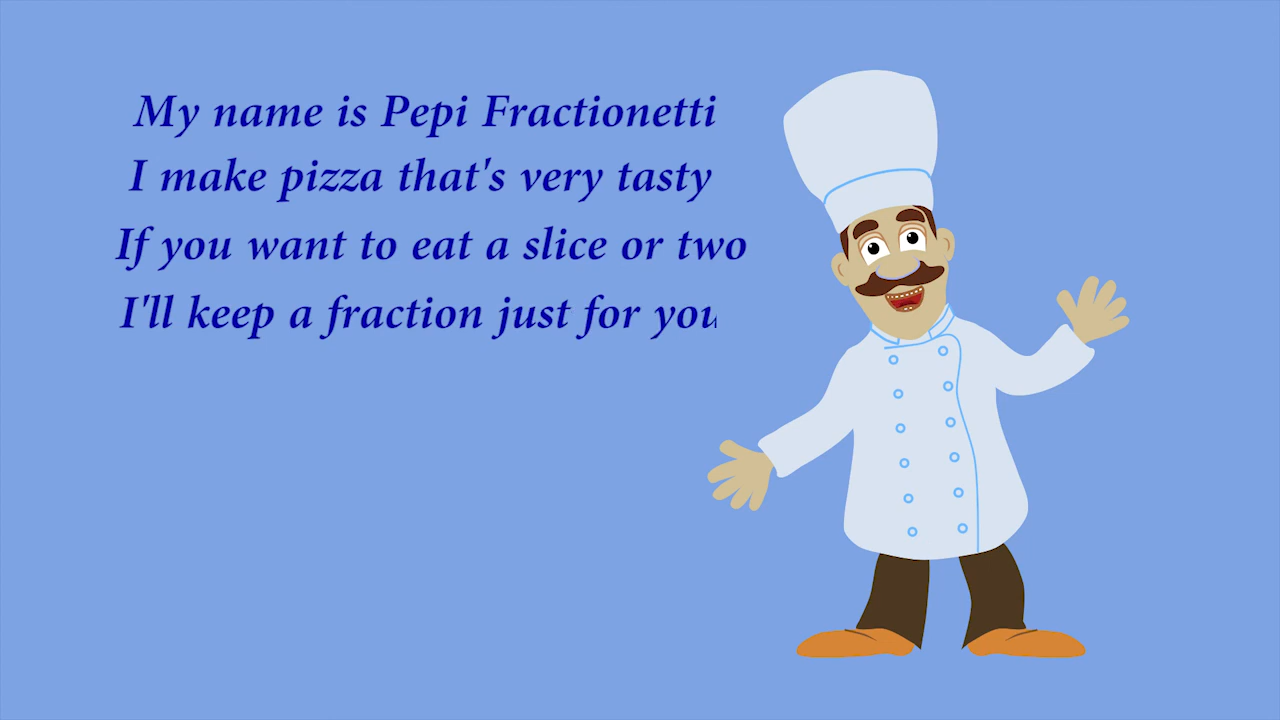 My name is Pepi Fractionetti
I make pizza that's very tasty
If you want to eat a slice or two
I'll keep a fraction just for you